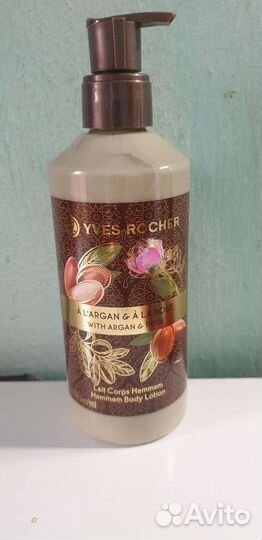 YVES ROCHER
À L'ARGAN & À LA ROSE
WITH ARGAN &
Lait Corps Hammam
Hammam Body Lotion
Avito